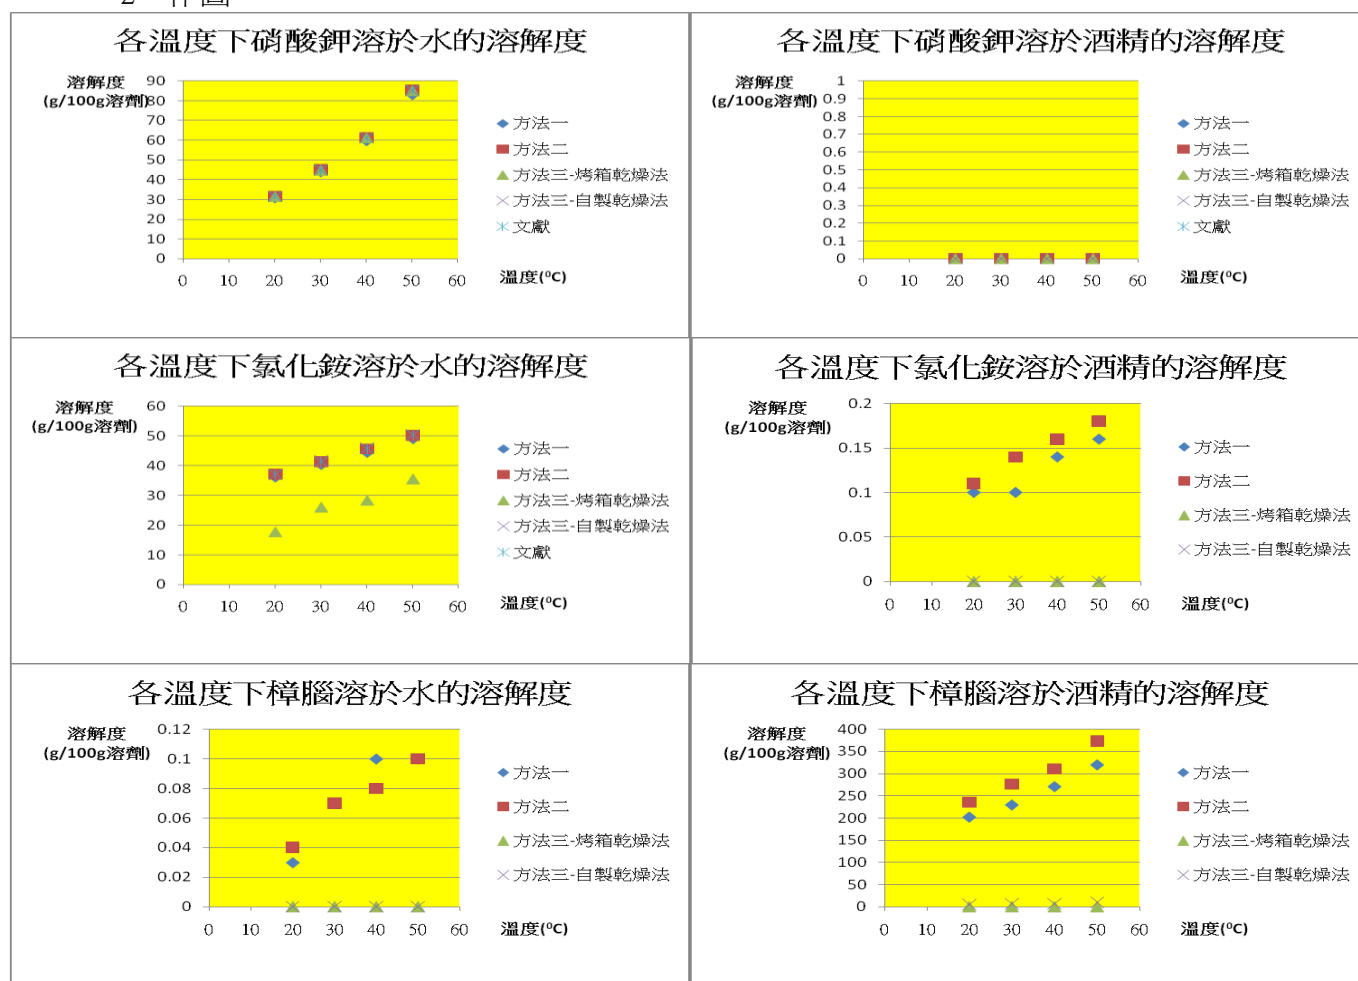 2 作圖
各溫度下硝酸鉀溶於水的溶解度
溶解度
(g/100g溶劑)
90
80
70
60
50
40
30
20
10
0
0 10 20 30 40 50 60
溫度(⁰C)
方法一
方法二
方法三-烤箱乾燥法
方法三-自製乾燥法
文獻
各溫度下硝酸鉀溶於酒精的溶解度
溶解度
(g/100g溶劑)
1
0.9
0.8
0.7
0.6
0.5
0.4
0.3
0.2
0.1
0
0 10 20 30 40 50 60
溫度(⁰C)
方法一
方法二
方法三-烤箱乾燥法
方法三-自製乾燥法
文獻
各溫度下氯化銨溶於水的溶解度
溶解度
(g/100g溶劑)
60
50
40
30
20
10
0
0 10 20 30 40 50 60
溫度(⁰C)
方法一
方法二
方法三-烤箱乾燥法
方法三-自製乾燥法
文獻
各溫度下氯化銨溶於酒精的溶解度
溶解度
(g/100g溶劑)
0.2
0.15
0.1
0.05
0
0 10 20 30 40 50 60
溫度(⁰C)
方法一
方法二
方法三-烤箱乾燥法
方法三-自製乾燥法
各溫度下樟腦溶於水的溶解度
溶解度
(g/100g溶劑)
0.12
0.1
0.08
0.06
0.04
0.02
0
0 10 20 30 40 50 60
溫度(⁰C)
方法一
方法二
方法三-烤箱乾燥法
方法三-自製乾燥法
各溫度下樟腦溶於酒精的溶解度
溶解度
(g/100g溶劑)
400
350
300
250
200
150
100
50
0
0 10 20 30 40 50 60
溫度(⁰C)
方法一
方法二
方法三-烤箱乾燥法
方法三-自製乾燥法